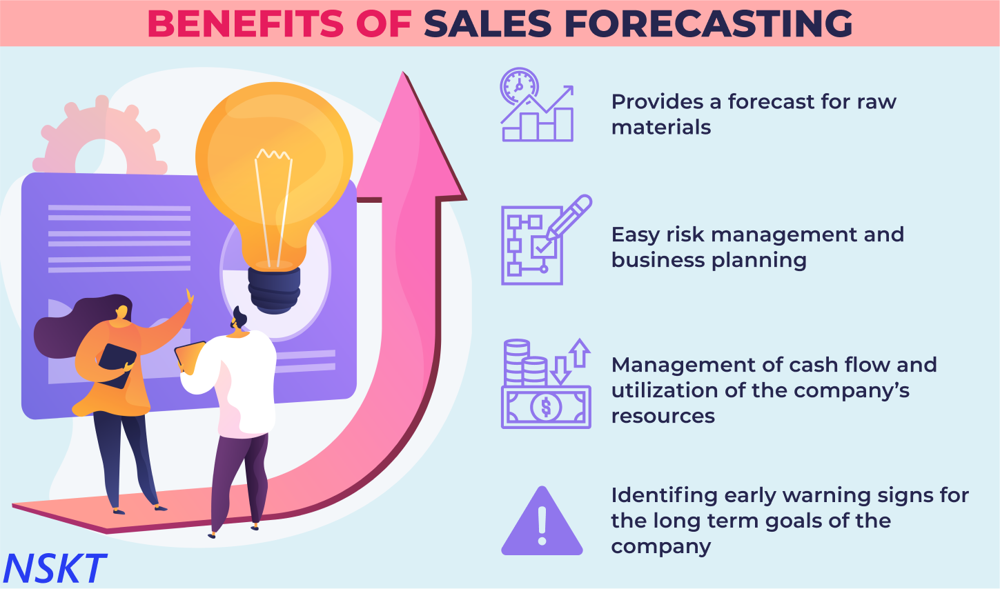 BENEFITS OF SALES FORECASTING
Provides a forecast for raw
materials
Easy risk management and
business planning
Management of cash flow and
utilization of the company's
resources
Identifing early warning signs for
the long term goals of the
company
$
NSKT